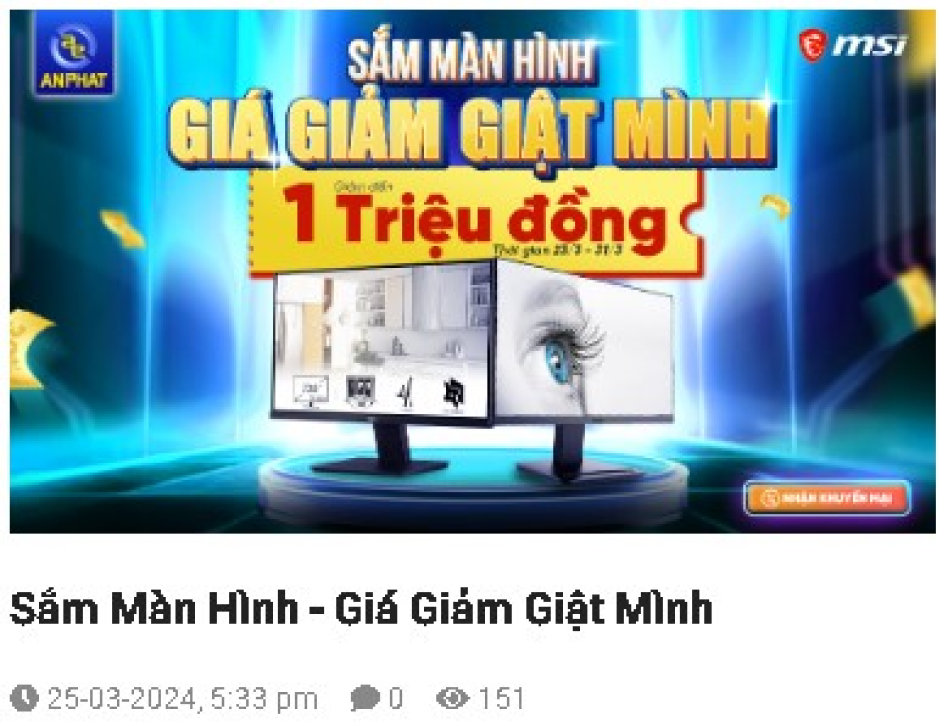 ANPHAT
SẮM MÀN HÌNH
msi
GIÁ GIẢM GIẬT MÌNH
Giảm đến
1 Triệu đồng
Thời gian 25/3 - 31/3
NHẬN KHUYẾN MẠI
Sắm Màn Hình - Giá Giảm Giật Mình
25-03-2024, 5:33 pm 0 151